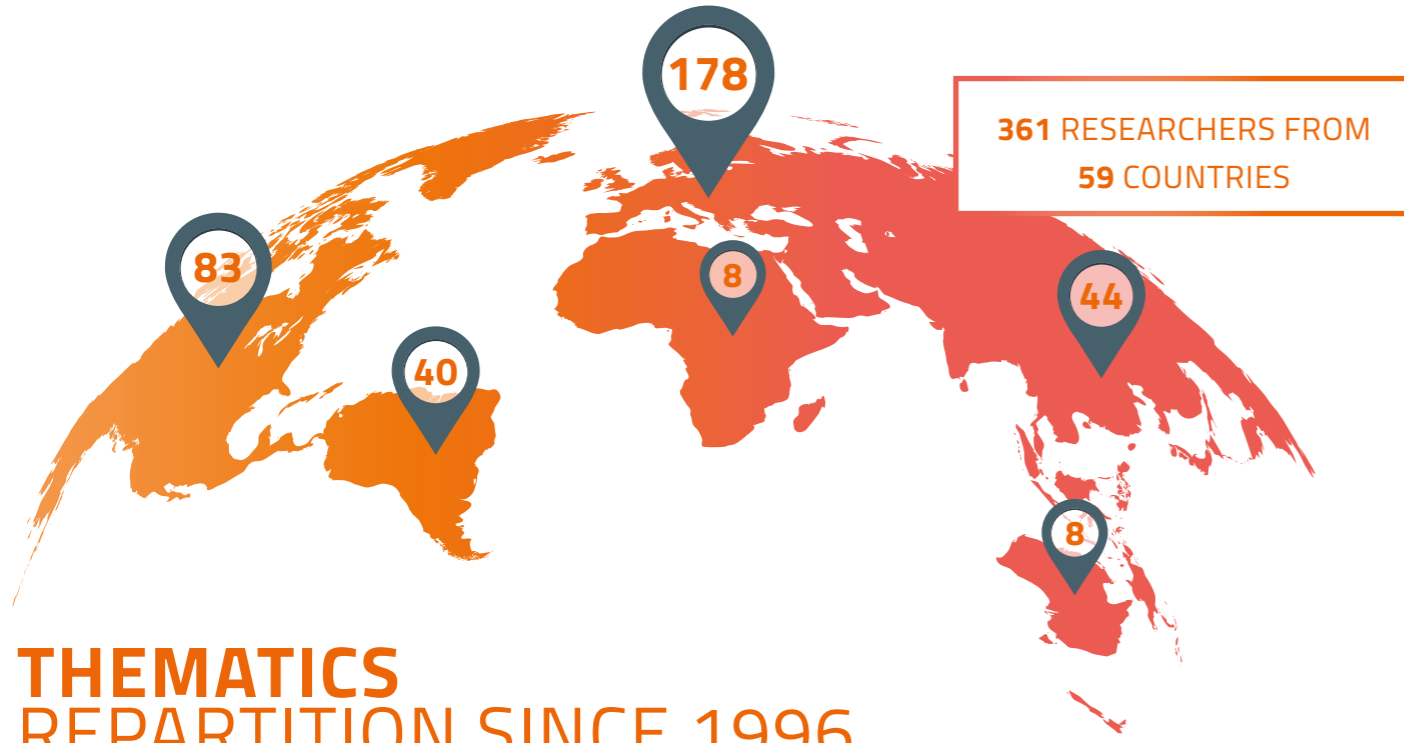 178
361 RESEARCHERS FROM
59 COUNTRIES
83
8
44
40
8
THEMATICS
REPARTITION SINCE 1996